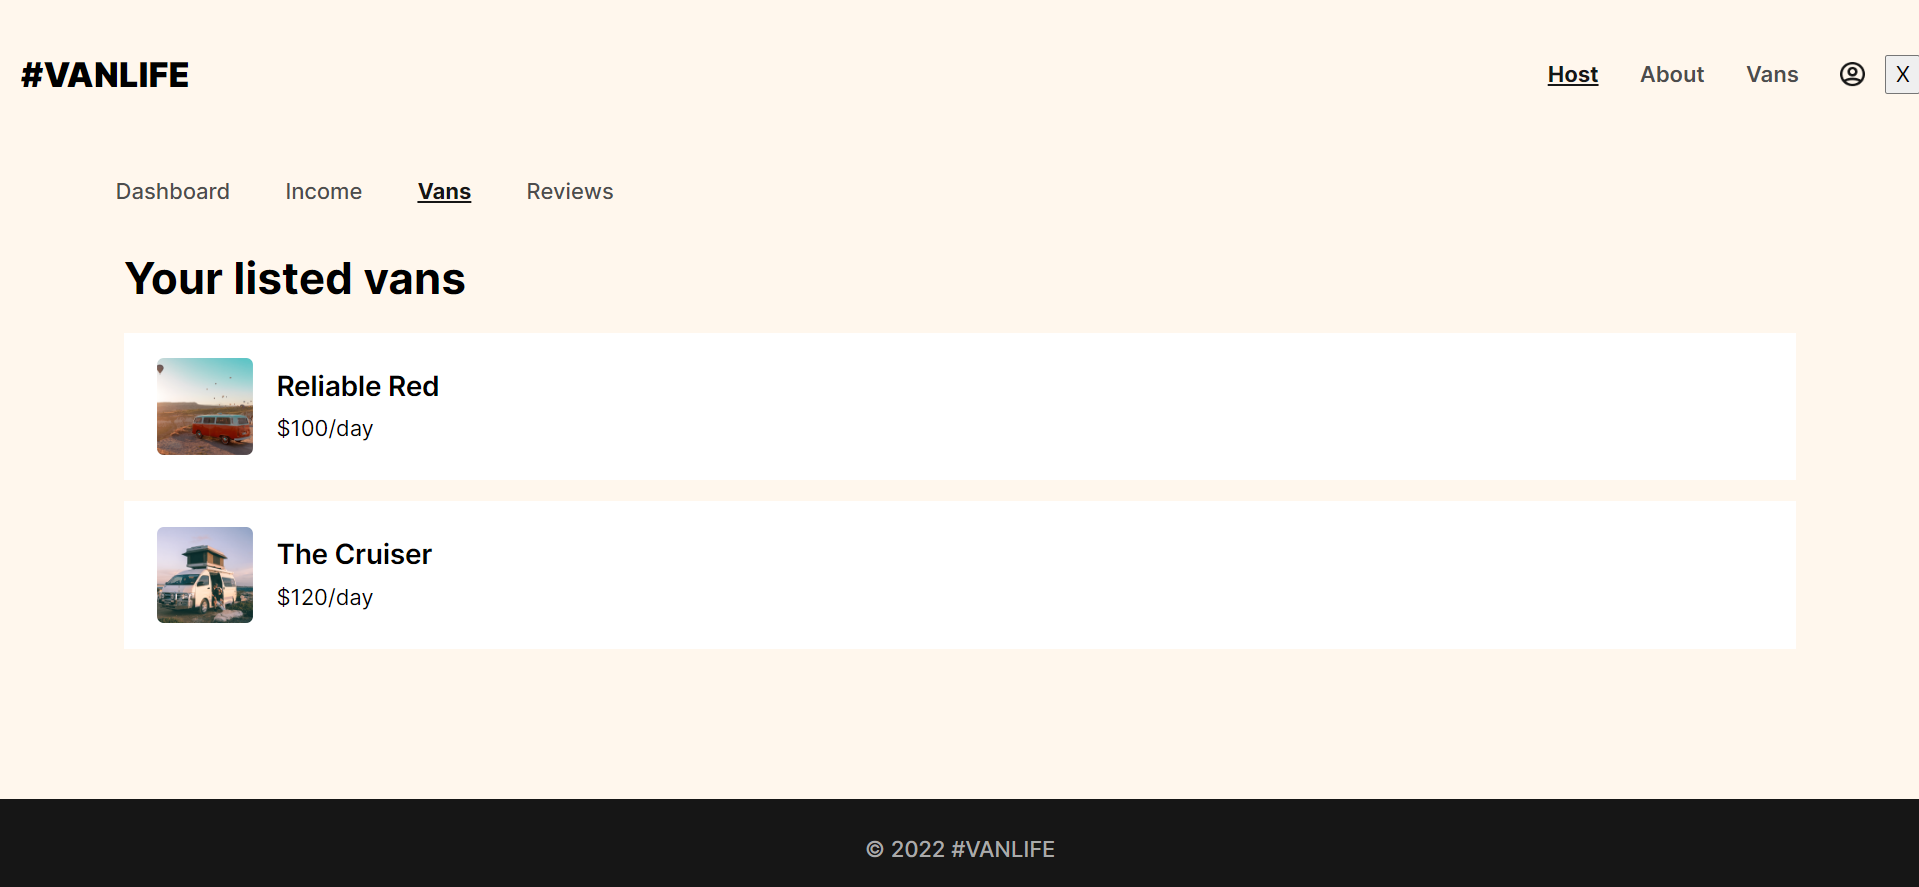 #VANLIFE
Host About Vans X
Dashboard Income Vans Reviews
Your listed vans
Reliable Red
$100/day
The Cruiser
$120/day
© 2022 #VANLIFE